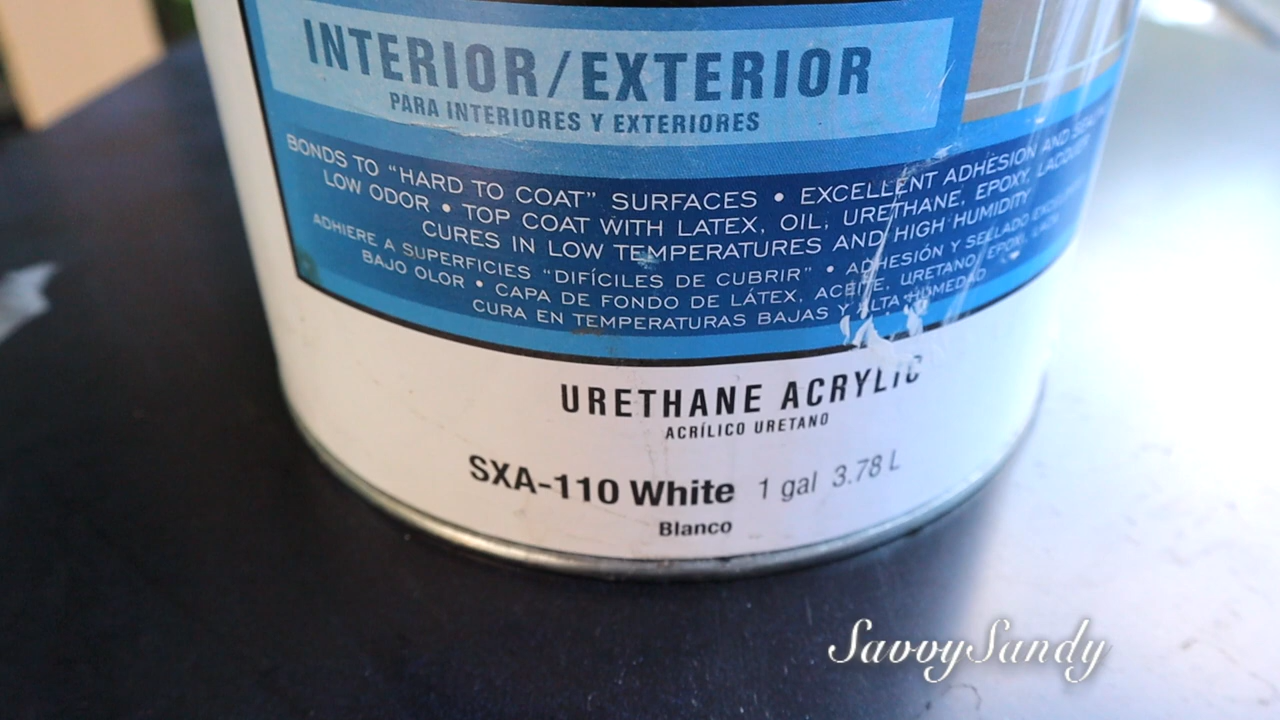 INTERIOR/EXTERIOR
PARA INTERIORES Y EXTERIORES
BONDS TO “HARD TO COAT” SURFACES • EXCELLENT ADHESION AND
LOW ODOR • TOP COAT WITH LATEX, OIL, URETHANE, EPOXY, LACQUER
CURES IN LOW TEMPERATURES AND HIGH HUMIDITY
ADHIERE A SUPERFICIES “DIFÍCILES DE CUBRIR” • ADHESIÓN Y SELLADO
BAJO OLOR • CAPA DE FONDO DE LÁTEX, ACEITE, URETANO, EPOXI,
CURA EN TEMPERATURAS BAJAS Y ALTA HUMEDAD
URETHANE ACRYLIC
ACRÍLICO URETANO
SXA-110 White 1 gal 3.78 L
Blanco
SavvySandy